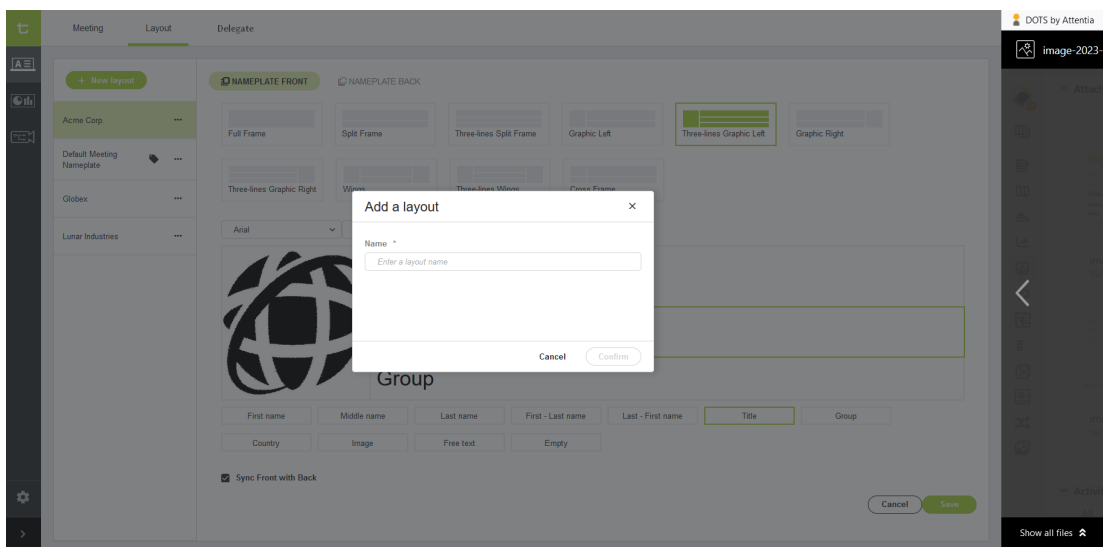 Meeting
Layout
Delegate
DOTS by Attentia
image-2023-
+ New layout
NAMEPLATE FRONT
NAMEPLATE BACK
Attach
Acme Corp.
Full Frame
Split Frame
Three-lines Split Frame
Graphic Left
Three-lines Graphic Left
Graphic Right
Default Meeting
Nameplate
Globex
Three-lines Graphic Right
Wings
Three-lines Wings
Cross Frame
Lunar Industries
Arial
Add a layout
Name *
Enter a layout name
Cancel
Confirm
Group
First name
Middle name
Last name
First - Last name
Last - First name
Title
Group
Country
Image
Free text
Empty
Sync Front with Back
Cancel
Save
Activi
Show all files